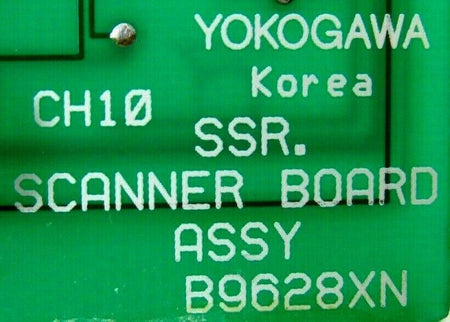 YOKOGAWA
Korea
CH10
SSR.
SCANNER BOARD
ASSY
B9628XN